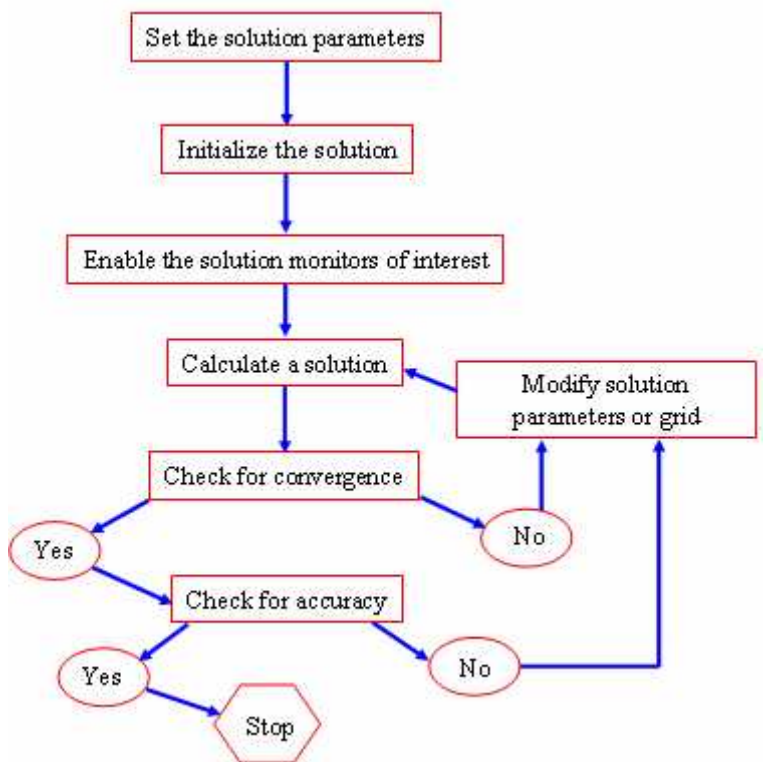 Set the solution parameters
Initialize the solution
Enable the solution monitors of interest
Calculate a solution
Modify solution
parameters or grid
Check for convergence
Yes
No
Check for accuracy
Yes
No
Stop